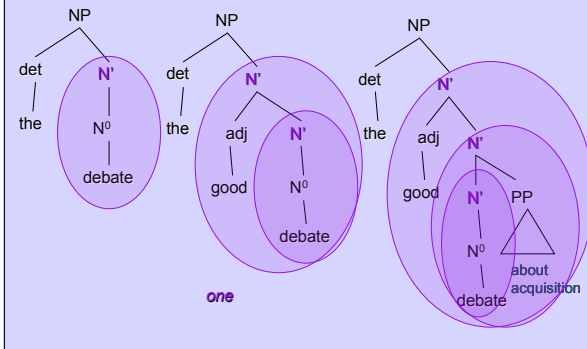 NP
det
N'
the
N⁰
debate
NP
det
N'
the
adj
N'
good
N⁰
debate
NP
det
N'
the
adj
N'
good
N'
PP
N⁰
about
acquisition
debate
one